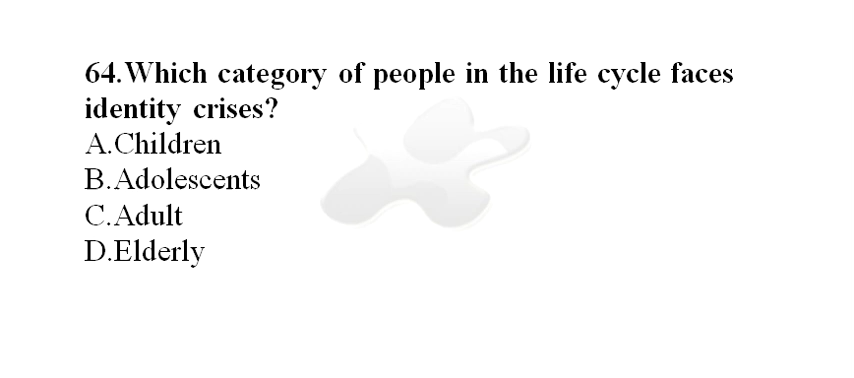 64.Which category of people in the life cycle faces
identity crises?
A.Children
B.Adolescents
C.Adult
D.Elderly